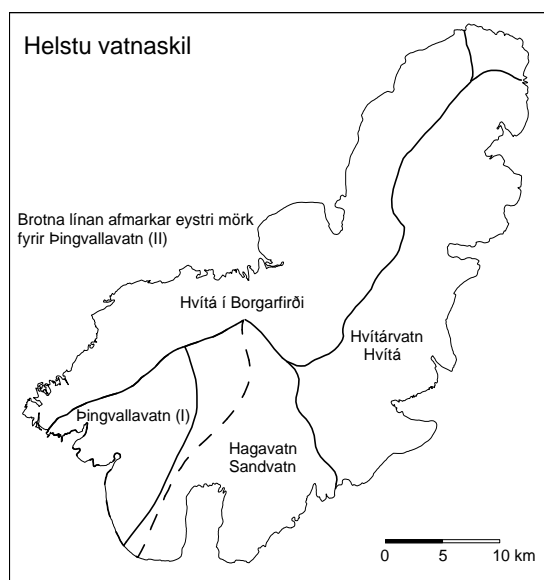 Helstu vatnaskil
Brotna línan afmarkar eystri mörk
fyrir Þingvallavatn (II)
Hvítá í Borgarfirði
Hvítárvatn
Hvítá
Þingvallavatn (I)
Hagavatn
Sandvatn
0 5 10 km